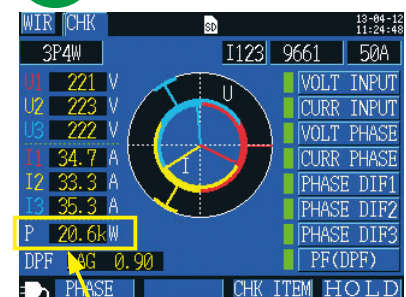 WIR CHK SD 13-04-12
11:24:48
3P4W I123 9661 50A
U1 221 V
U2 223 V
U3 222 V
I1 34.7 A
I2 33.3 A
I3 35.3 A
P 20.6kW
DPF LAG 0.90
U
I
VOLT INPUT
CURR INPUT
VOLT PHASE
CURR PHASE
PHASE DIF1
PHASE DIF2
PHASE DIF3
PF(DPF)
PHASE CHK ITEM HOLD